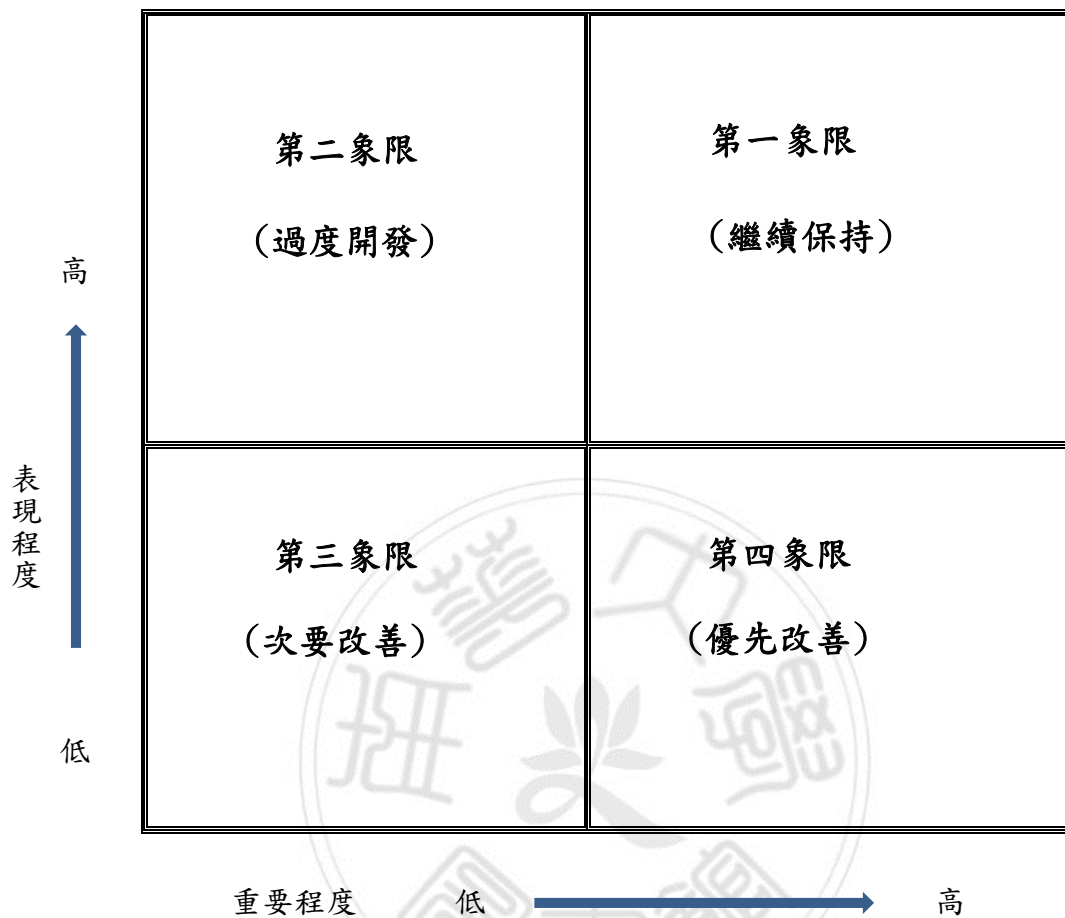 第二象限
(過度開發)
第一象限
(繼續保持)
高
表現程度
第三象限
(次要改善)
第四象限
(優先改善)
低
重要程度 低 高